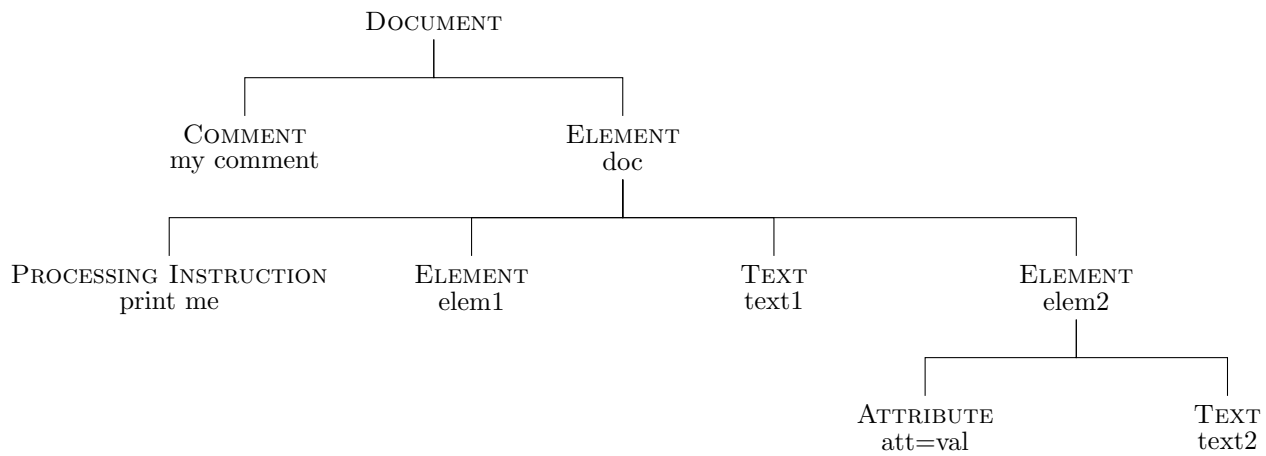 DOCUMENT
COMMENT
my comment
ELEMENT
doc
PROCESSING INSTRUCTION
print me
ELEMENT
elem1
TEXT
text1
ELEMENT
elem2
ATTRIBUTE
att=val
TEXT
text2